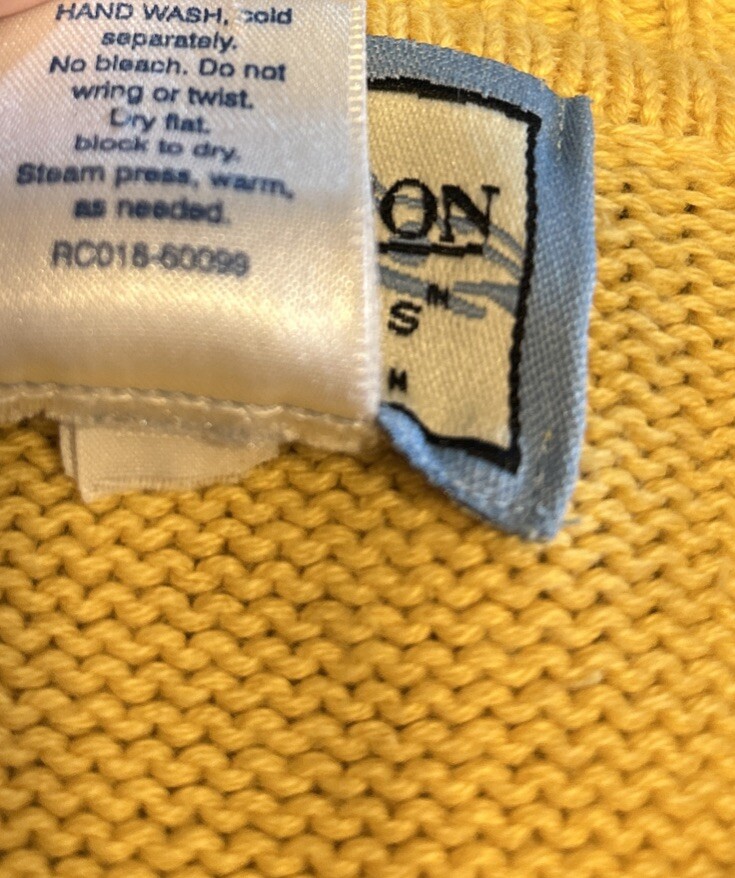 HAND WASH, cold
separately.
No bleach. Do not
wring or twist.
Dry flat.
block to dry.
Steam press, warm,
as needed.
RC018-60099
ON
N
S
N